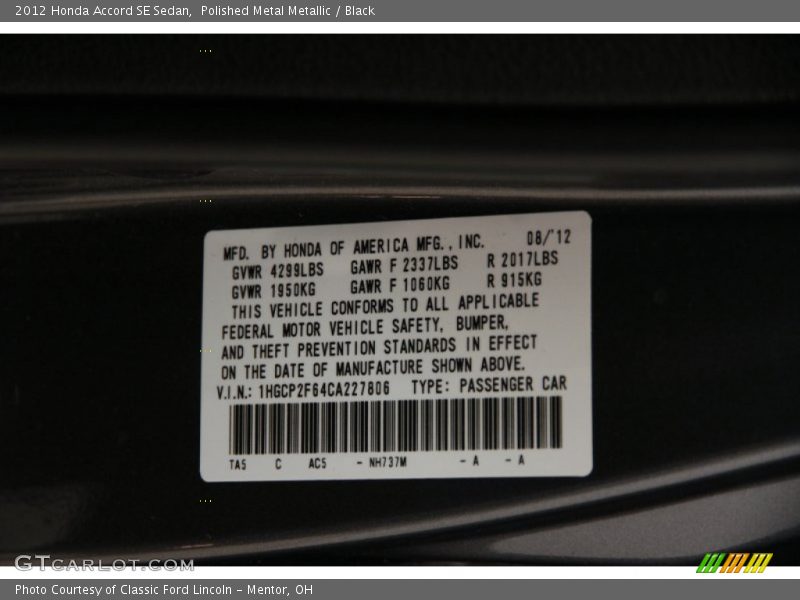 2012 Honda Accord SE Sedan,  Polished Metal Metallic / Black
MFD. BY HONDA OF AMERICA MFG., INC. 08/'12
GVWR 4299LBS GAWR F 2337LBS R 2017LBS
GVWR 1950KG GAWR F 1060KG R 915KG
THIS VEHICLE CONFORMS TO ALL APPLICABLE
FEDERAL MOTOR VEHICLE SAFETY, BUMPER,
AND THEFT PREVENTION STANDARDS IN EFFECT
ON THE DATE OF MANUFACTURE SHOWN ABOVE.
V.I.N.: 1HGCP2F64CA227806 TYPE: PASSENGER CAR
TA5 C AC5 - NH737M - A - A
GTCARLOT.COM
Photo Courtesy of Classic Ford Lincoln - Mentor, OH